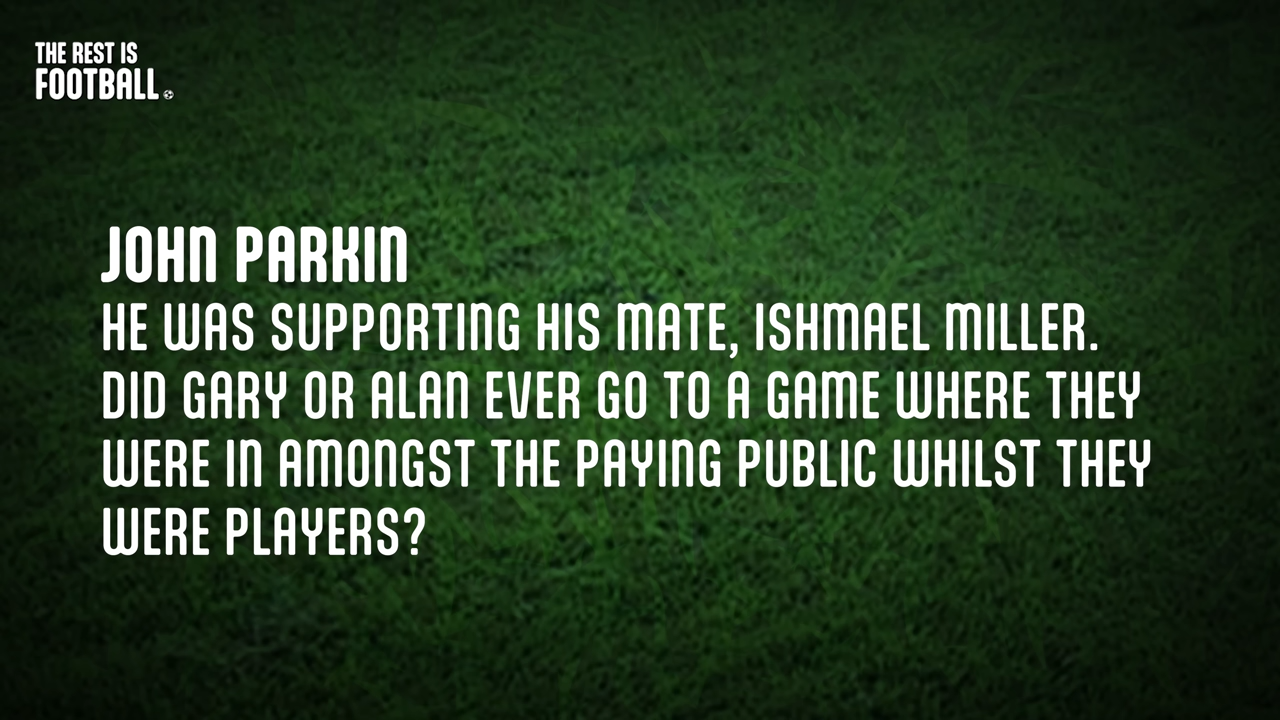 THE REST IS
FOOTBALL.
JOHN PARKIN
HE WAS SUPPORTING HIS MATE, ISHMAEL MILLER.
DID GARY OR ALAN EVER GO TO A GAME WHERE THEY
WERE IN AMONGST THE PAYING PUBLIC WHILST THEY
WERE PLAYERS?